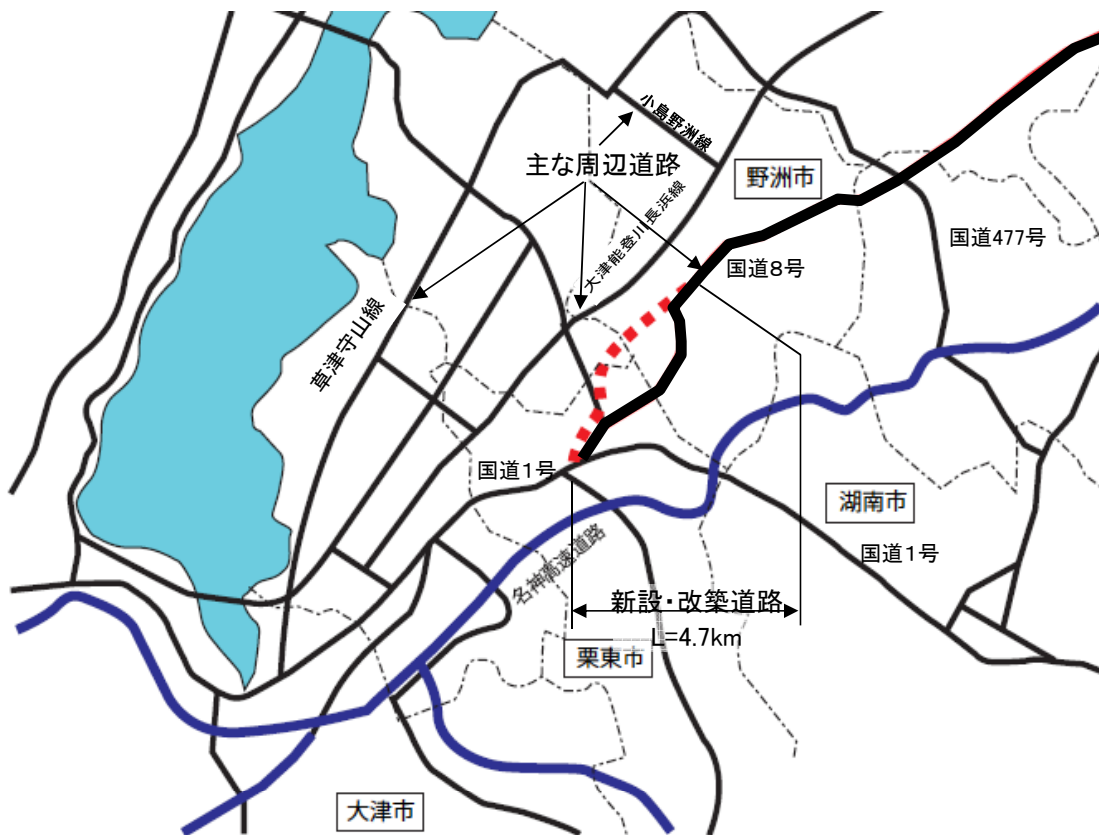 小島野洲線
主な周辺道路
野洲市
大津能登川長浜線
国道477号
国道8号
草津守山線
国道1号
湖南市
名神高速道路
国道1号
新設・改築道路
L=4.7km
栗東市
大津市